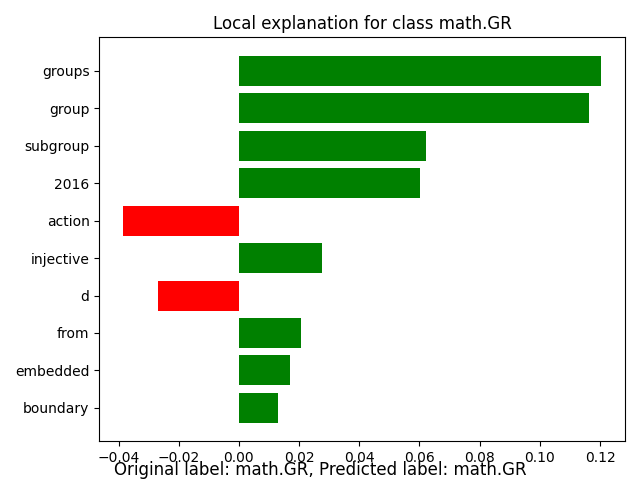 Local explanation for class math.GR
groups
group
subgroup
2016
action
injective
d
from
embedded
boundary
−0.04 −0.02 0.00 0.02 0.04 0.06 0.08 0.10 0.12
Original label: math.GR, Predicted label: math.GR